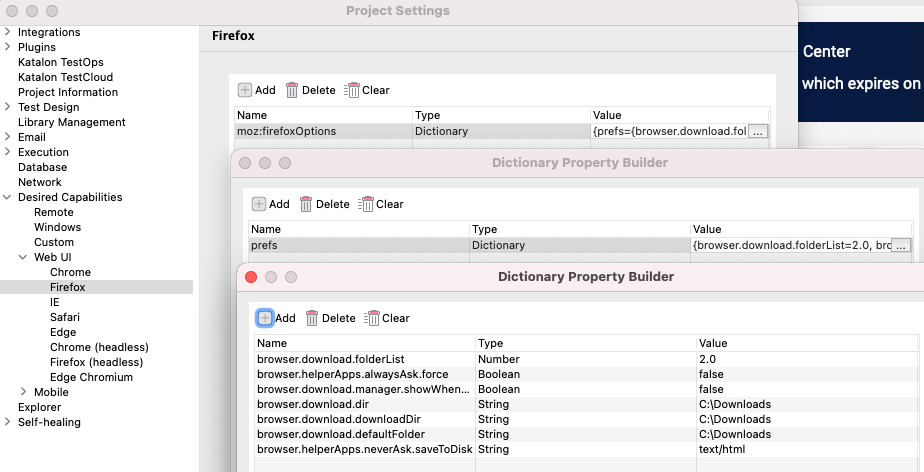 Project Settings
Integrations
Plugins
Katalon TestOps
Katalon TestCloud
Project Information
Test Design
Library Management
Email
Execution
Database
Network
Desired Capabilities
Remote
Windows
Custom
Web UI
Chrome
Firefox
IE
Safari
Edge
Chrome (headless)
Firefox (headless)
Edge Chromium
Mobile
Explorer
Self-healing
Firefox
Add Delete Clear
Name Type Value
moz:firefoxOptions Dictionary {prefs={browser.download.fol ...
Center
which expires on
Dictionary Property Builder
Add Delete Clear
Name Type Value
prefs Dictionary {browser.download.folderList=2.0, bro ...
Dictionary Property Builder
Add Delete Clear
Name Type Value
browser.download.folderList Number 2.0
browser.helperApps.alwaysAsk.force Boolean false
browser.download.manager.showWhen... Boolean false
browser.download.dir String C:\Downloads
browser.download.downloadDir String C:\Downloads
browser.download.defaultFolder String C:\Downloads
browser.helperApps.neverAsk.saveToDisk String text/html